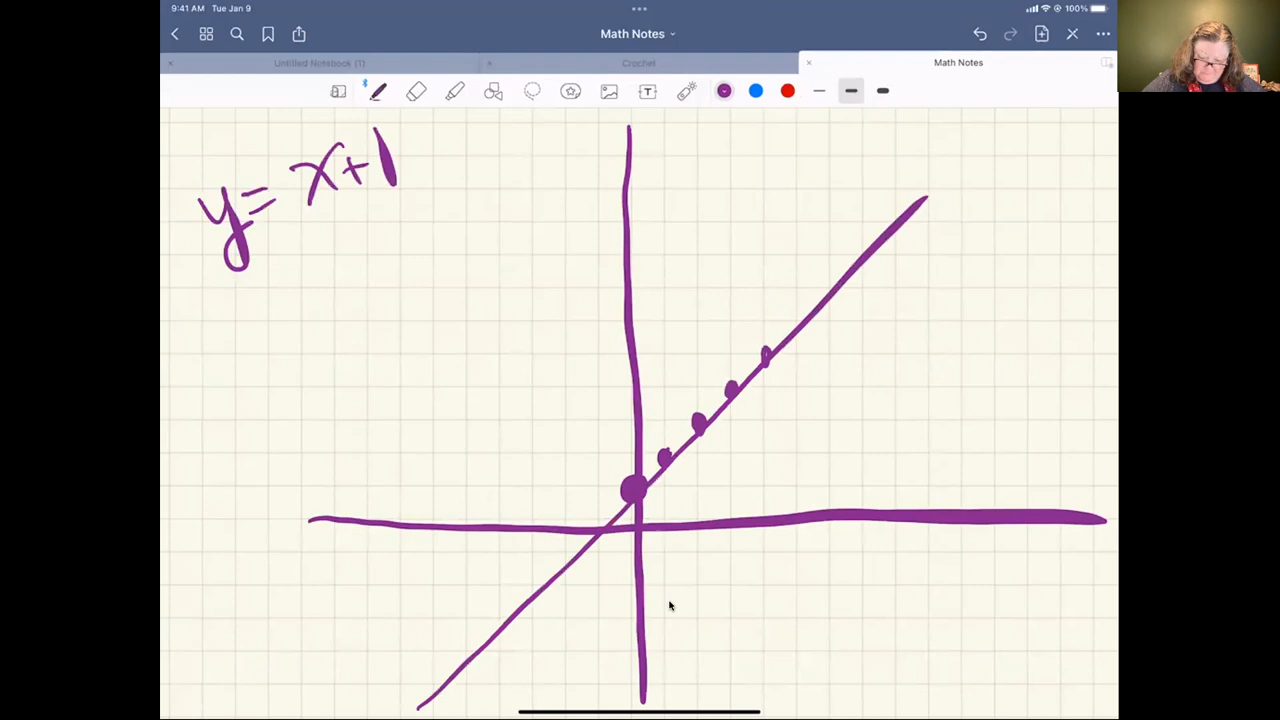 9:41 AM Tue Jan 9
100%
Math Notes
Untitled Notebook (1)
Crochet
Math Notes
T
y = x+1